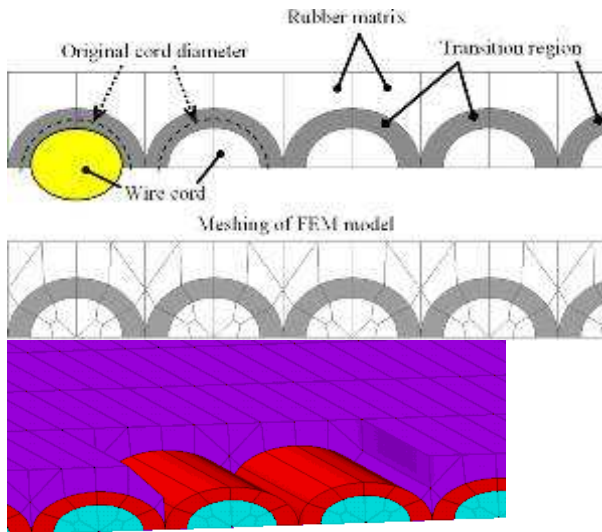 Rubber matrix
Original cord diameter
Transition region
Wire cord
Meshing of FEM model